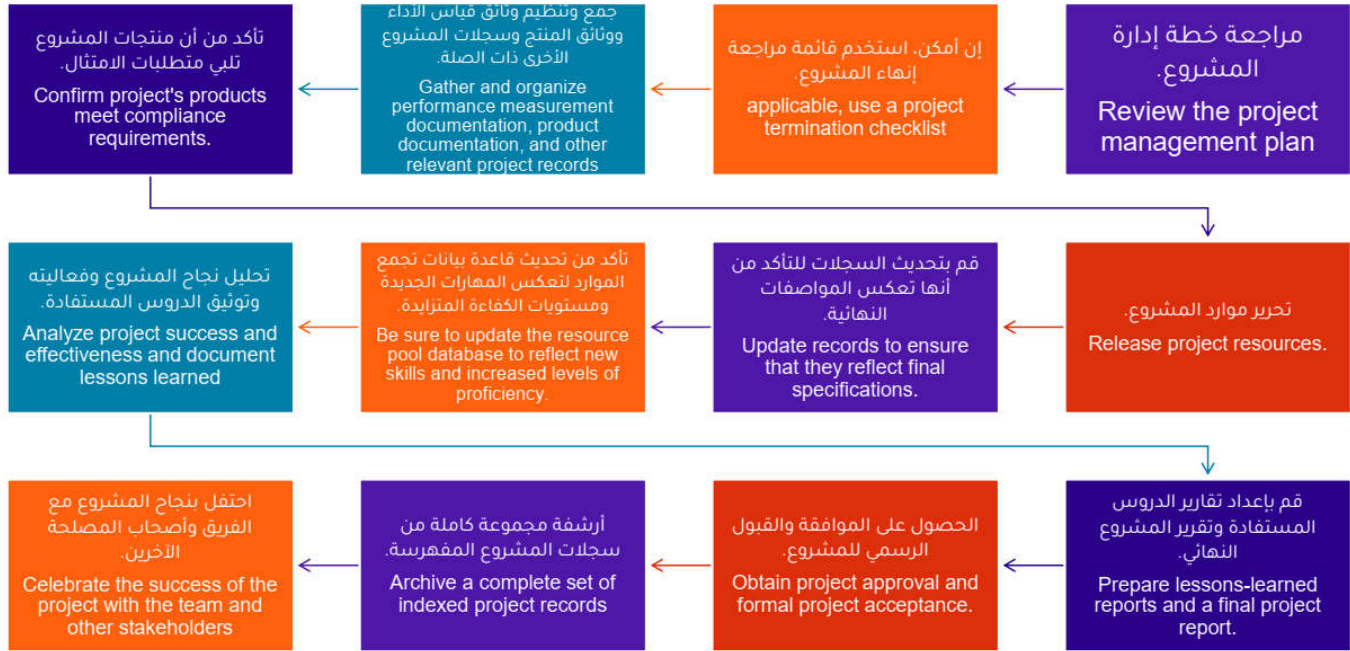 مراجعة خطة إدارة
المشروع.
Review the project
management plan
إن أمكن، استخدم قائمة مراجعة
إنهاء المشروع.
applicable, use a project
termination checklist
جمع وتنظيم وثائق قياس الأداء
ووثائق المنتج وسجلات المشروع
الأخرى ذات الصلة.
Gather and organize
performance measurement
documentation, product
documentation, and other
relevant project records
تأكد من أن منتجات المشروع
تلبي متطلبات الامتثال.
Confirm project's products
meet compliance
requirements.
تحرير موارد المشروع.
Release project resources.
قم بتحديث السجلات للتأكد من
أنها تعكس المواصفات
النهائية.
Update records to ensure
that they reflect final
specifications.
تأكد من تحديث قاعدة بيانات تجمع
الموارد لتعكس المهارات الجديدة
ومستويات الكفاءة المتزايدة.
Be sure to update the resource
pool database to reflect new
skills and increased levels of
proficiency.
تحليل نجاح المشروع وفعاليته
وتوثيق الدروس المستفادة.
Analyze project success and
effectiveness and document
lessons learned
قم بإعداد تقارير الدروس
المستفادة وتقرير المشروع
النهائي.
Prepare lessons-learned
reports and a final project
report.
الحصول على الموافقة والقبول
الرسمي للمشروع.
Obtain project approval and
formal project acceptance.
أرشفة مجموعة كاملة من
سجلات المشروع المفهرسة.
Archive a complete set of
indexed project records
احتفل بنجاح المشروع مع
الفريق وأصحاب المصلحة
الآخرين.
Celebrate the success of the
project with the team and
other stakeholders